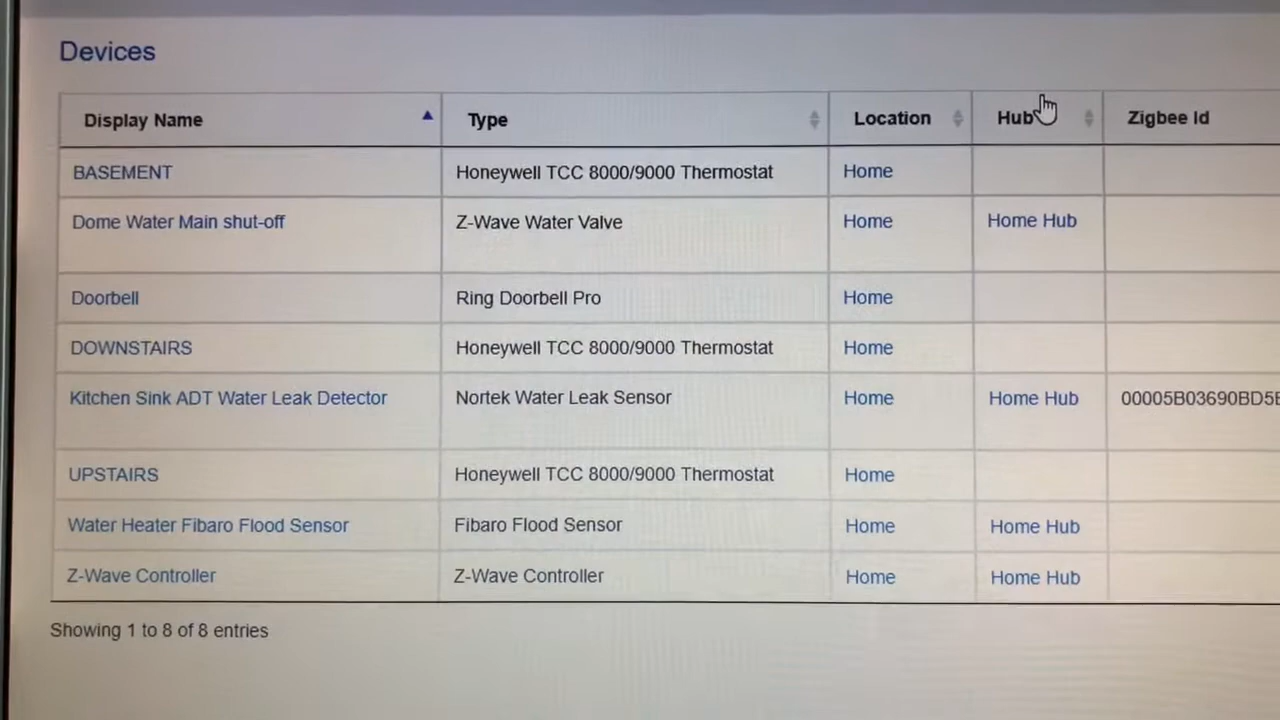 Devices
Display Name Type Location Hub Zigbee Id
BASEMENT Honeywell TCC 8000/9000 Thermostat Home
Dome Water Main shut-off Z-Wave Water Valve Home Home Hub
Doorbell Ring Doorbell Pro Home
DOWNSTAIRS Honeywell TCC 8000/9000 Thermostat Home
Kitchen Sink ADT Water Leak Detector Nortek Water Leak Sensor Home Home Hub 00005B03690BD5
UPSTAIRS Honeywell TCC 8000/9000 Thermostat Home
Water Heater Fibaro Flood Sensor Fibaro Flood Sensor Home Home Hub
Z-Wave Controller Z-Wave Controller Home Home Hub
Showing 1 to 8 of 8 entries